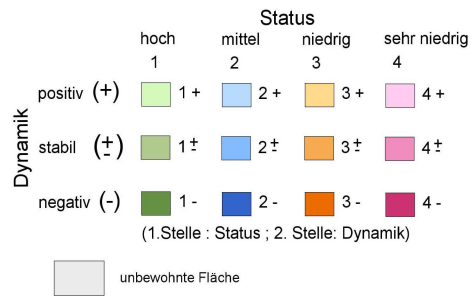 Status
hoch mittel niedrig sehr niedrig
1 2 3 4
Dynamik
positiv (+) 1 + 2 + 3 + 4 +
stabil (±) 1 ± 2 ± 3 ± 4 ±
negativ (-) 1 - 2 - 3 - 4 -
(1.Stelle : Status ; 2. Stelle: Dynamik)
unbewohnte Fläche